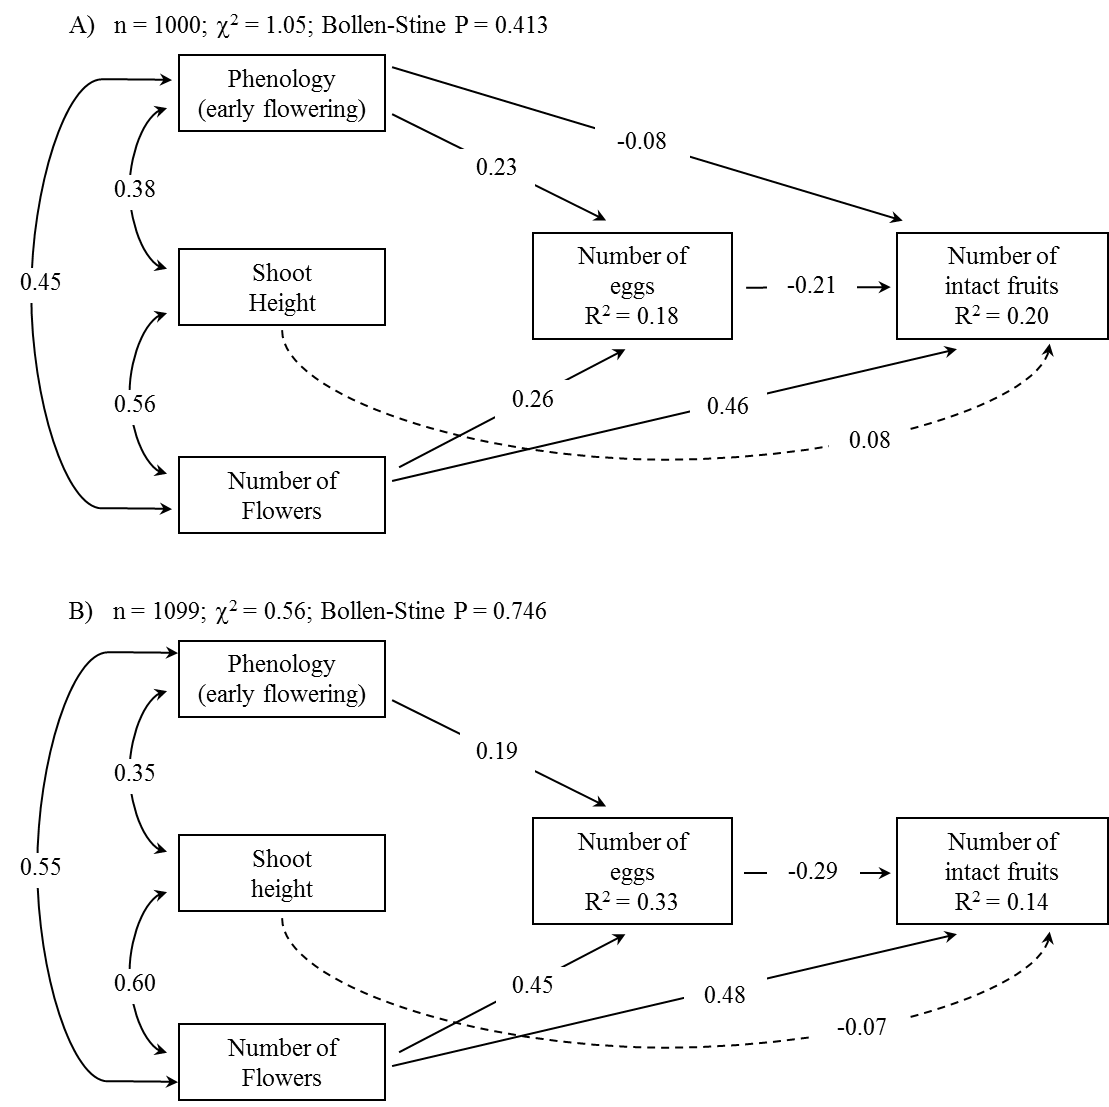 A) n = 1000; χ² = 1.05; Bollen-Stine P = 0.413
Phenology
(early flowering)
-0.08
0.23
0.38
Shoot
Height
0.45
Number of
eggs
R² = 0.18
-0.21
Number of
intact fruits
R² = 0.20
0.56
0.26
0.46
0.08
Number of
Flowers
B) n = 1099; χ² = 0.56; Bollen-Stine P = 0.746
Phenology
(early flowering)
0.19
0.35
Shoot
height
0.55
Number of
eggs
R² = 0.33
-0.29
Number of
intact fruits
R² = 0.14
0.60
0.45
0.48
-0.07
Number of
Flowers